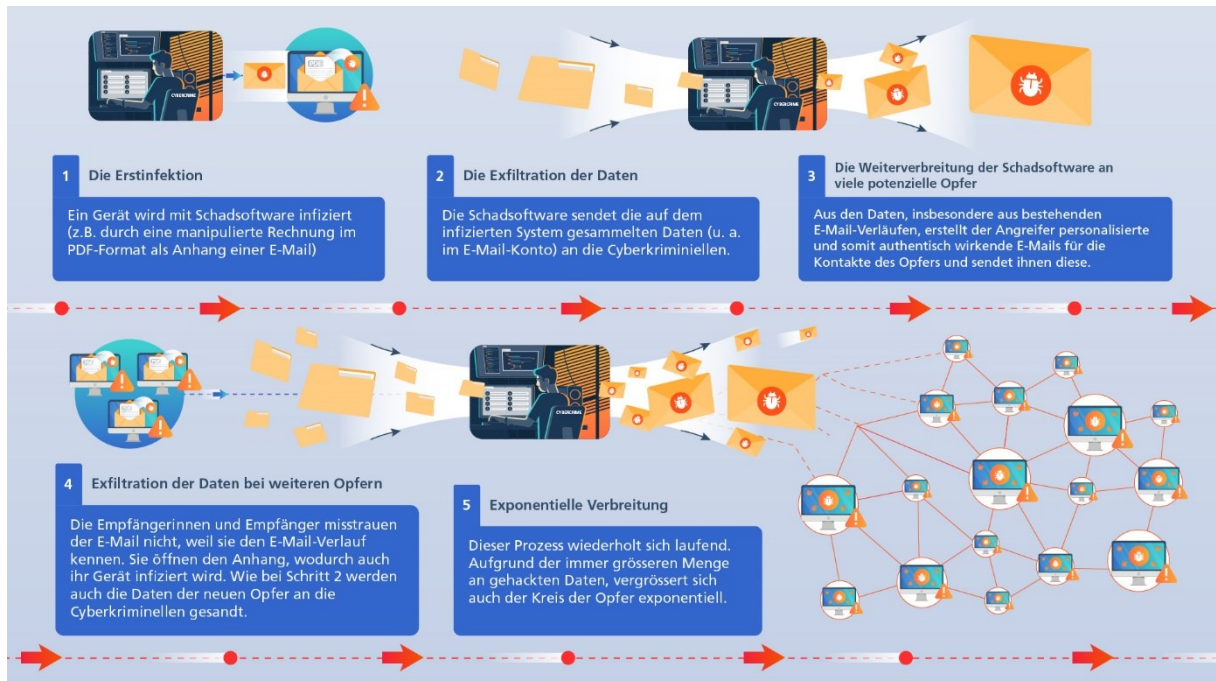 CYBERCRIME
CYBERCRIME
1 Die Erstinfektion
Ein Gerät wird mit Schadsoftware infiziert
(z.B. durch eine manipulierte Rechnung im
PDF-Format als Anhang einer E-Mail)
2 Die Exfiltration der Daten
Die Schadsoftware sendet die auf dem
infizierten System gesammelten Daten (u. a.
im E-Mail-Konto) an die Cyberkriminiellen.
3 Die Weiterverbreitung der Schadsoftware an
viele potenzielle Opfer
Aus den Daten, insbesondere aus bestehenden
E-Mail-Verläufen, erstellt der Angreifer personalisierte
und somit authentisch wirkende E-Mails für die
Kontakte des Opfers und sendet ihnen diese.
CYBERCRIME
4 Exfiltration der Daten bei weiteren Opfern
Die Empfängerinnen und Empfänger misstrauen
der E-Mail nicht, weil sie den E-Mail-Verlauf
kennen. Sie öffnen den Anhang, wodurch auch
ihr Gerät infiziert wird. Wie bei Schritt 2 werden
auch die Daten der neuen Opfer an die
Cyberkriminellen gesandt.
5 Exponentielle Verbreitung
Dieser Prozess wiederholt sich laufend.
Aufgrund der immer grösseren Menge
an gehackten Daten, vergrössert sich
auch der Kreis der Opfer exponentiell.